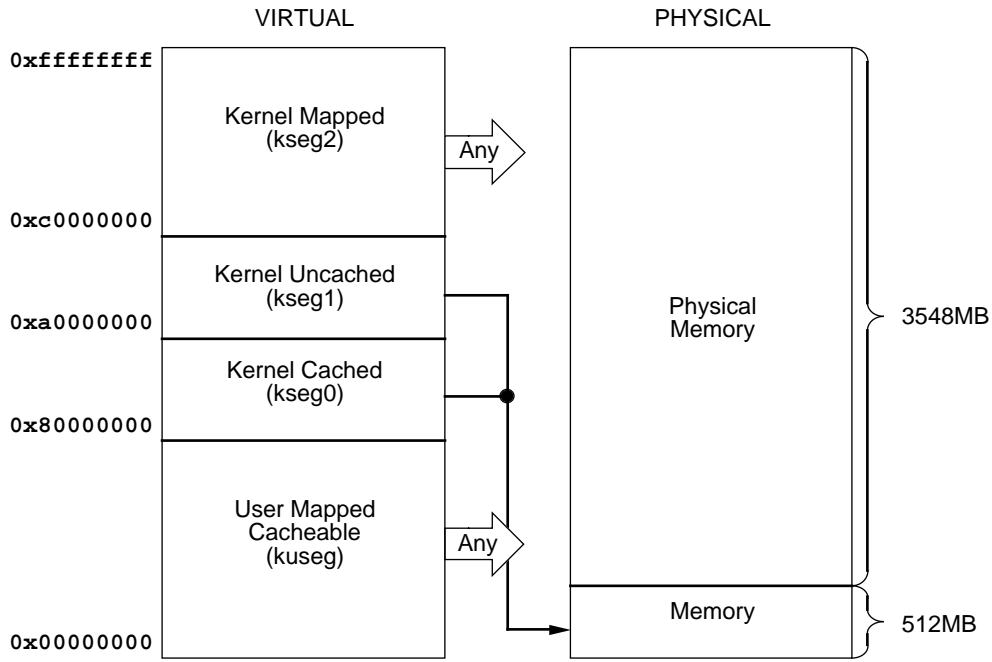 VIRTUAL
PHYSICAL
0xffffffff
Kernel Mapped
(kseg2)
Any
0xc0000000
Kernel Uncached
(kseg1)
0xa0000000
Kernel Cached
(kseg0)
0x80000000
User Mapped
Cacheable
(kuseg)
Any
0x00000000
Physical
Memory
3548MB
Memory
512MB